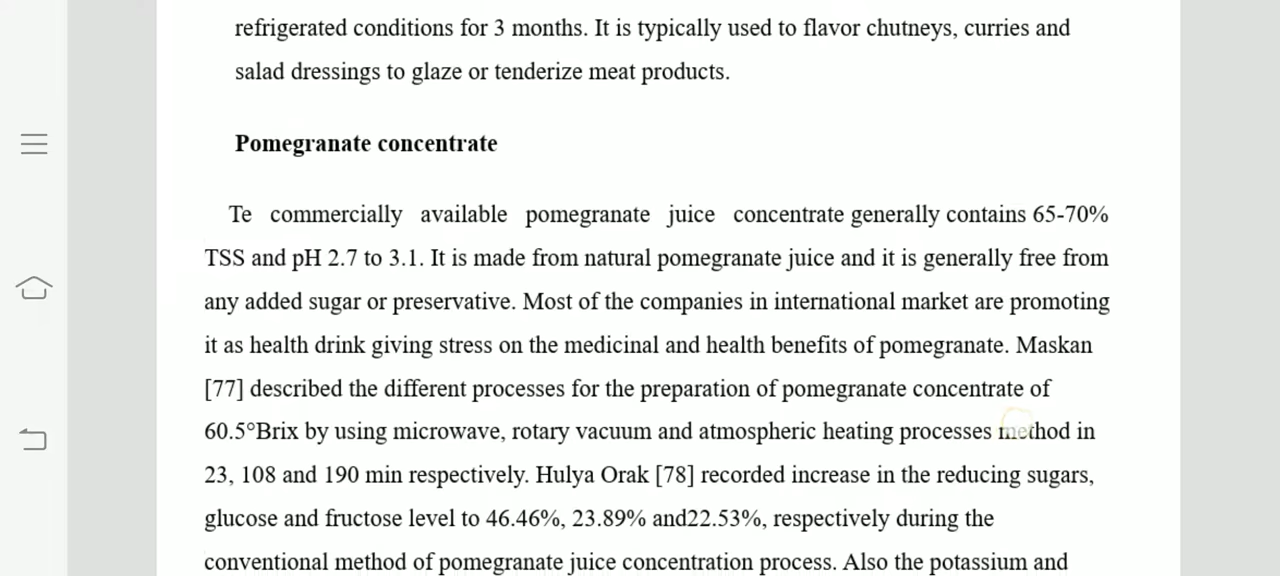 refrigerated conditions for 3 months. It is typically used to flavor chutneys, curries and
salad dressings to glaze or tenderize meat products.
Pomegranate concentrate
Te commercially available pomegranate juice concentrate generally contains 65-70%
TSS and pH 2.7 to 3.1. It is made from natural pomegranate juice and it is generally free from
any added sugar or preservative. Most of the companies in international market are promoting
it as health drink giving stress on the medicinal and health benefits of pomegranate. Maskan
[77] described the different processes for the preparation of pomegranate concentrate of
60.5°Brix by using microwave, rotary vacuum and atmospheric heating processes method in
23, 108 and 190 min respectively. Hulya Orak [78] recorded increase in the reducing sugars,
glucose and fructose level to 46.46%, 23.89% and22.53%, respectively during the
conventional method of pomegranate juice concentration process. Also the potassium and